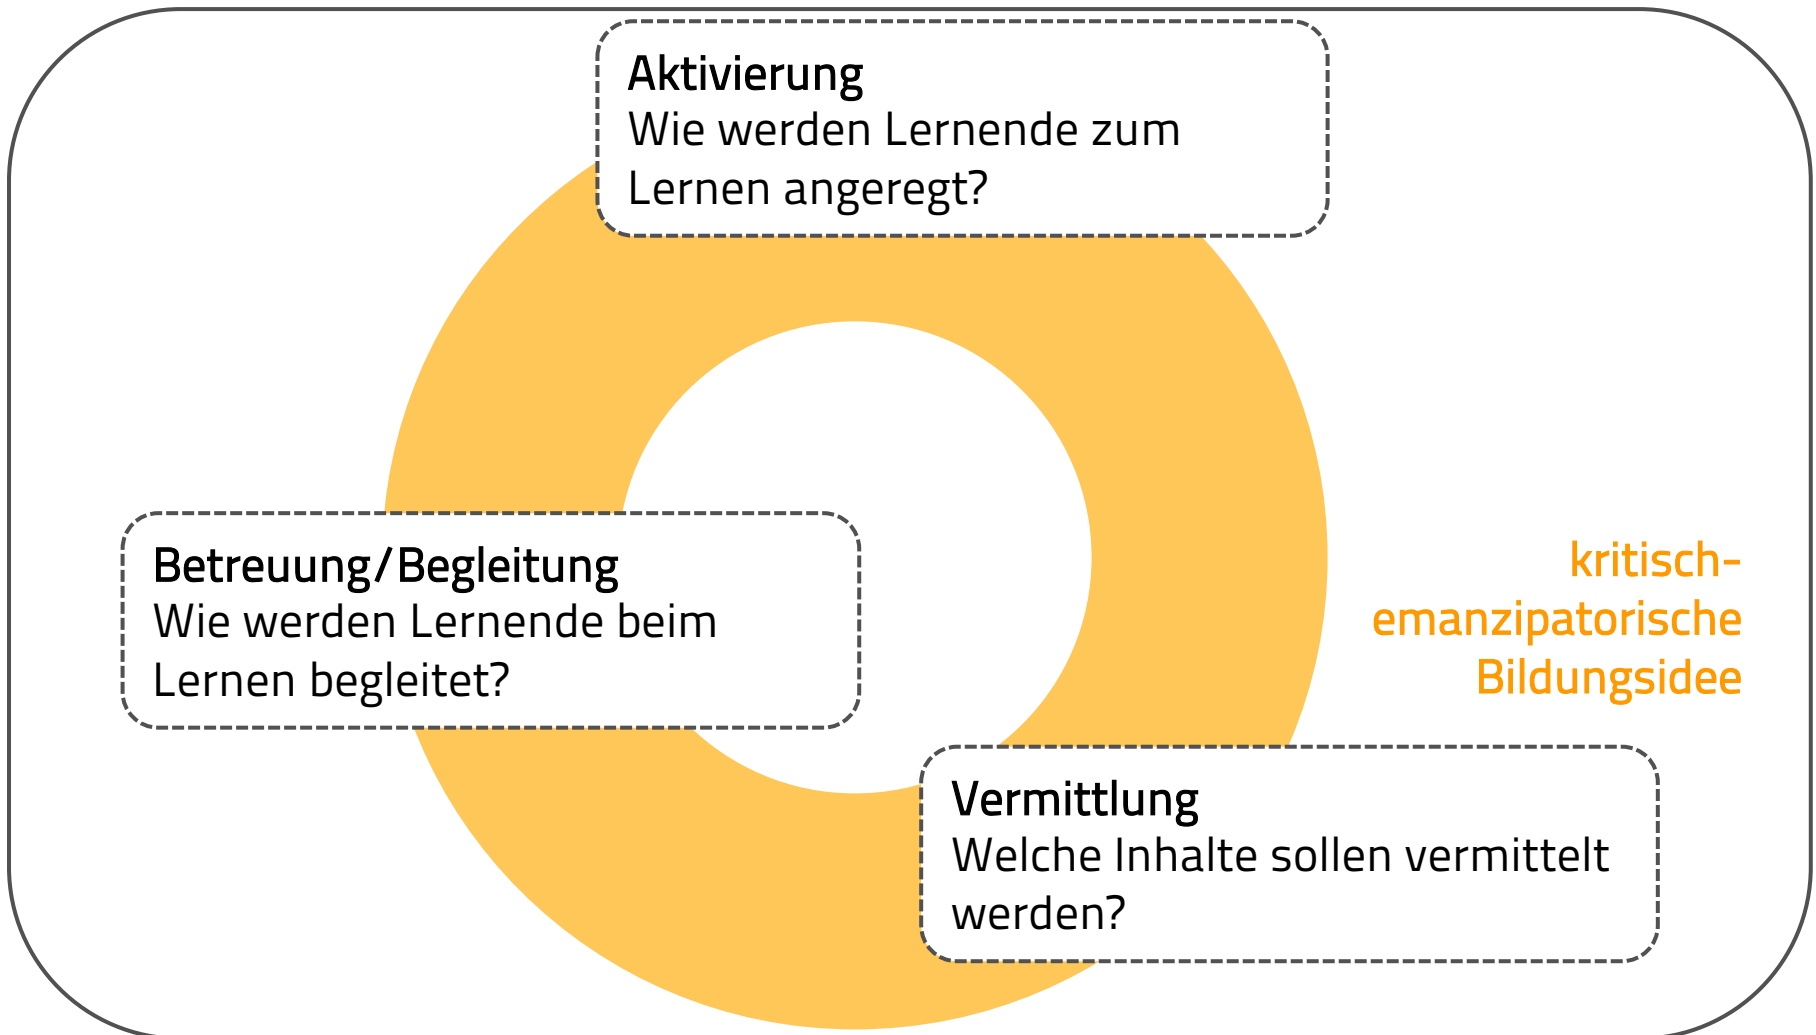 Aktivierung
Wie werden Lernende zum
Lernen angeregt?
Betreuung/Begleitung
Wie werden Lernende beim
Lernen begleitet?
kritisch-
emanzipatorische
Bildungsidee
Vermittlung
Welche Inhalte sollen vermittelt
werden?